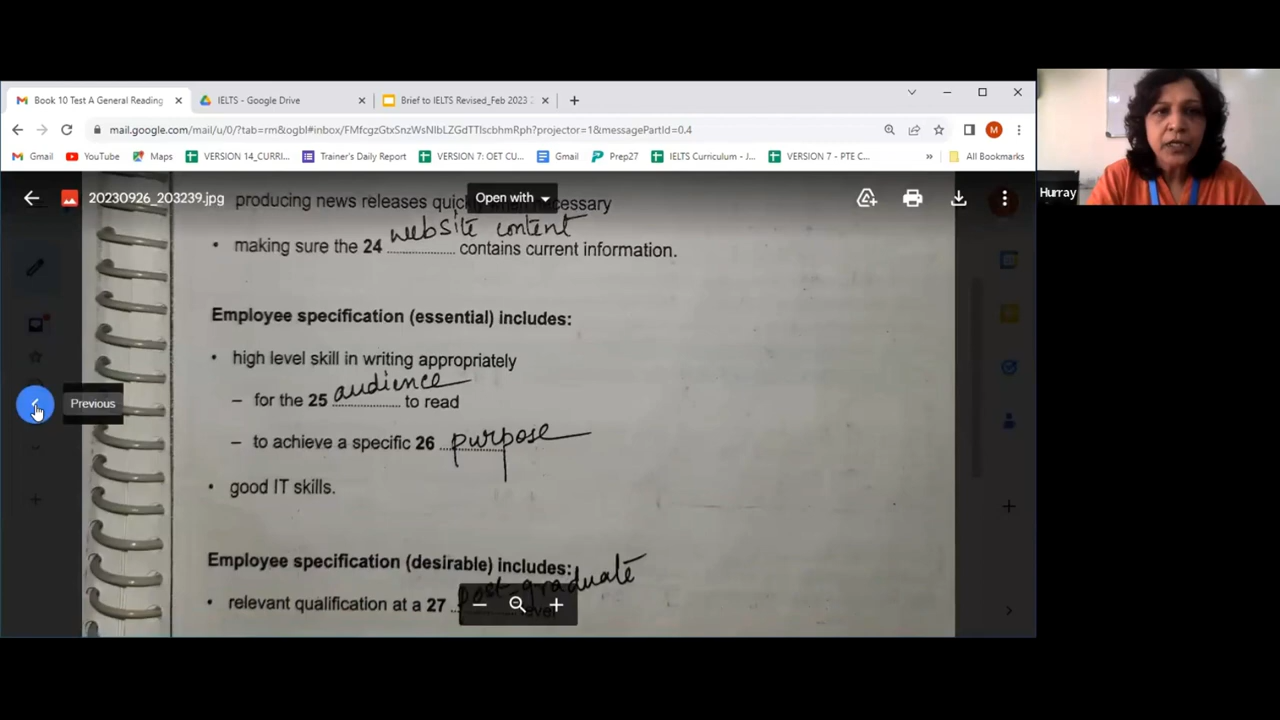 Book 10 Test A General Reading
IELTS - Google Drive
Brief to IELTS Revised_Feb 2023
mail.google.com/mail/u/0/?tab=rm&ogbl#inbox/FMfcgzGtxSnzWsNlbLZGdTTlscbhmRph?projector=1&messagePartId=0.4
M
Gmail YouTube Maps VERSION 14_CURRI... Trainer's Daily Report VERSION 7: OET CU... Gmail Prep27 IELTS Curriculum - J... VERSION 7 - PTE C... » All Bookmarks
20230926_203239.jpg
Open with
Hurray
producing news releases necessary
website content
• making sure the 24 ............ contains current information.
Employee specification (essential) includes:
• high level skill in writing appropriately
– for the 25 audience to read
– to achieve a specific 26 purpose
• good IT skills.
Previous
Employee specification (desirable) includes:
• relevant qualification at a 27 post-graduate